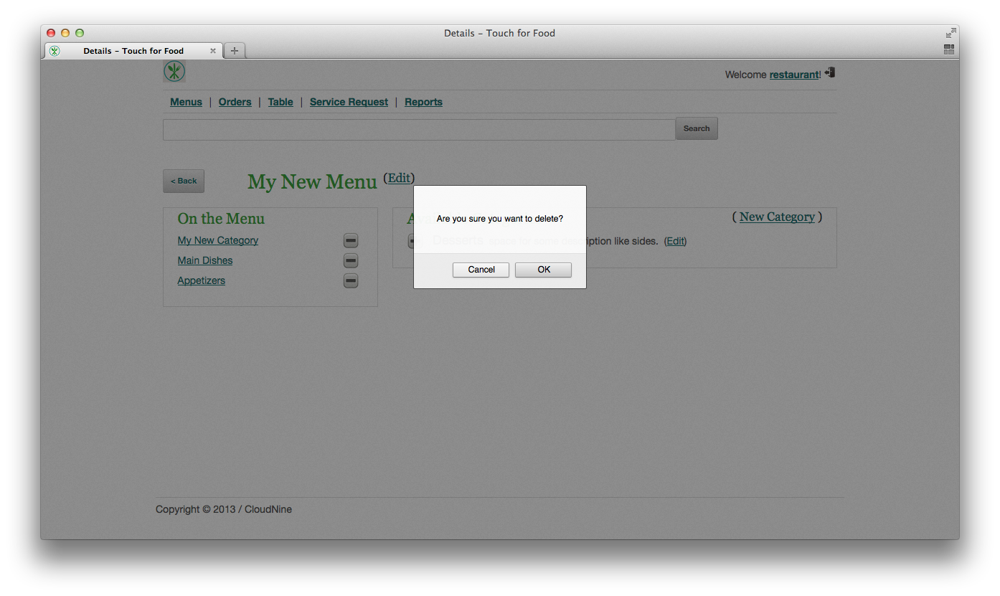 Details – Touch for Food
Details – Touch for Food
Welcome restaurant!
Menus | Orders | Table | Service Request | Reports
Search
< Back
My New Menu (Edit)
On the Menu
My New Category
Main Dishes
Appetizers
( New Category )
Desserts space for some description like sides. (Edit)
Are you sure you want to delete?
Cancel
OK
Copyright © 2013 / CloudNine